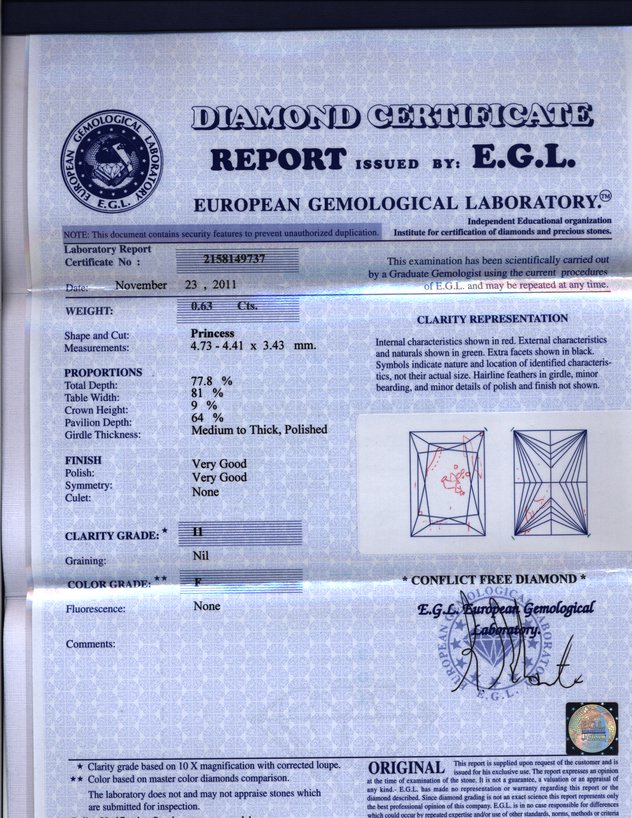 DIAMOND CERTIFICATE
EUROPEAN GEMOLOGICAL LABORATORY
E.G.L.
REPORT ISSUED BY: E.G.L.
EUROPEAN GEMOLOGICAL LABORATORY.™
Independent Educational organization
NOTE: This document contains security features to prevent unauthorized duplication.
Institute for certification of diamonds and precious stones.
Laboratory Report
Certificate No : 2158149737
Date: November 23 , 2011
This examination has been scientifically carried out
by a Graduate Gemologist using the current procedures
of E.G.L. and may be repeated at any time.
WEIGHT: 0.63 Cts.
Shape and Cut: Princess
Measurements: 4.73 - 4.41 x 3.43 mm.
PROPORTIONS
Total Depth: 77.8 %
Table Width: 81 %
Crown Height: 9 %
Pavilion Depth: 64 %
Girdle Thickness: Medium to Thick, Polished
FINISH
Polish: Very Good
Symmetry: Very Good
Culet: None
CLARITY GRADE: * I1
Graining: Nil
COLOR GRADE: ** F
Fluorescence: None
Comments:
CLARITY REPRESENTATION
Internal characteristics shown in red. External characteristics
and naturals shown in green. Extra facets shown in black.
Symbols indicate nature and location of identified characteris-
tics, not their actual size. Hairline feathers in girdle, minor
bearding, and minor details of polish and finish not shown.
* CONFLICT FREE DIAMOND *
E.G.L. European Gemological
Laboratory.
EUROPEAN GEMOLOGICAL LABORATORY
E.G.L.
★ Clarity grade based on 10 X magnification with corrected loupe.
★★ Color based on master color diamonds comparison.
The laboratory does not and may not appraise stones which
are submitted for inspection.
ORIGINAL This report is supplied upon request of the customer and is
issued for his exclusive use. The report expresses an opinion
at the time of examination of the stone. It is not a guarantee, a valuation or an appraisal of
any kind.- E.G.L. has made no representation or warranty regarding this report or the
diamond described. Since diamond grading is not an exact science this report represents only
the best professional opinion of this company. E.G.L. is in no case responsible for differences
which could occur by repeated expertise and/or use of other standards, norms, methods or criteria